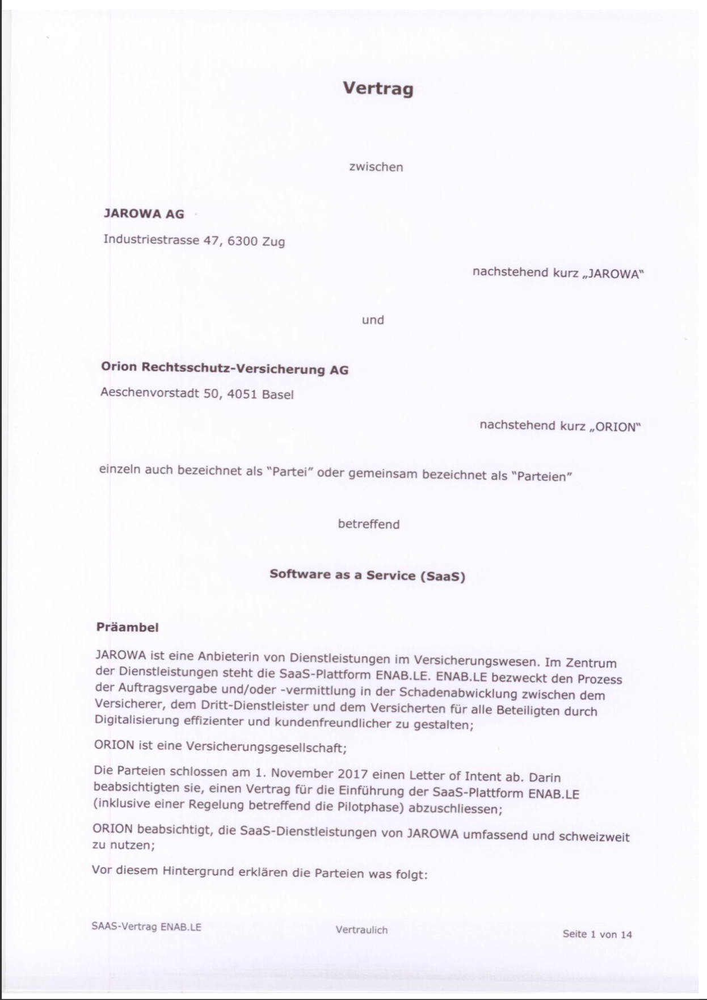 Vertrag
zwischen
JAROWA AG
Industriestrasse 47, 6300 Zug
nachstehend kurz „JAROWA“
und
Orion Rechtsschutz-Versicherung AG
Aeschenvorstadt 50, 4051 Basel
nachstehend kurz „ORION“
einzeln auch bezeichnet als “Partei” oder gemeinsam bezeichnet als “Parteien”
betreffend
Software as a Service (SaaS)
Präambel
JAROWA ist eine Anbieterin von Dienstleistungen im Versicherungswesen. Im Zentrum
der Dienstleistungen steht die SaaS-Plattform ENAB.LE. ENAB.LE bezweckt den Prozess
der Auftragsvergabe und/oder -vermittlung in der Schadenabwicklung zwischen dem
Versicherer, dem Dritt-Dienstleister und dem Versicherten für alle Beteiligten durch
Digitalisierung effizienter und kundenfreundlicher zu gestalten;
ORION ist eine Versicherungsgesellschaft;
Die Parteien schlossen am 1. November 2017 einen Letter of Intent ab. Darin
beabsichtigten sie, einen Vertrag für die Einführung der SaaS-Plattform ENAB.LE
(inklusive einer Regelung betreffend die Pilotphase) abzuschliessen;
ORION beabsichtigt, die SaaS-Dienstleistungen von JAROWA umfassend und schweizweit
zu nutzen;
Vor diesem Hintergrund erklären die Parteien was folgt:
SAAS-Vertrag ENAB.LE
Vertraulich
Seite 1 von 14